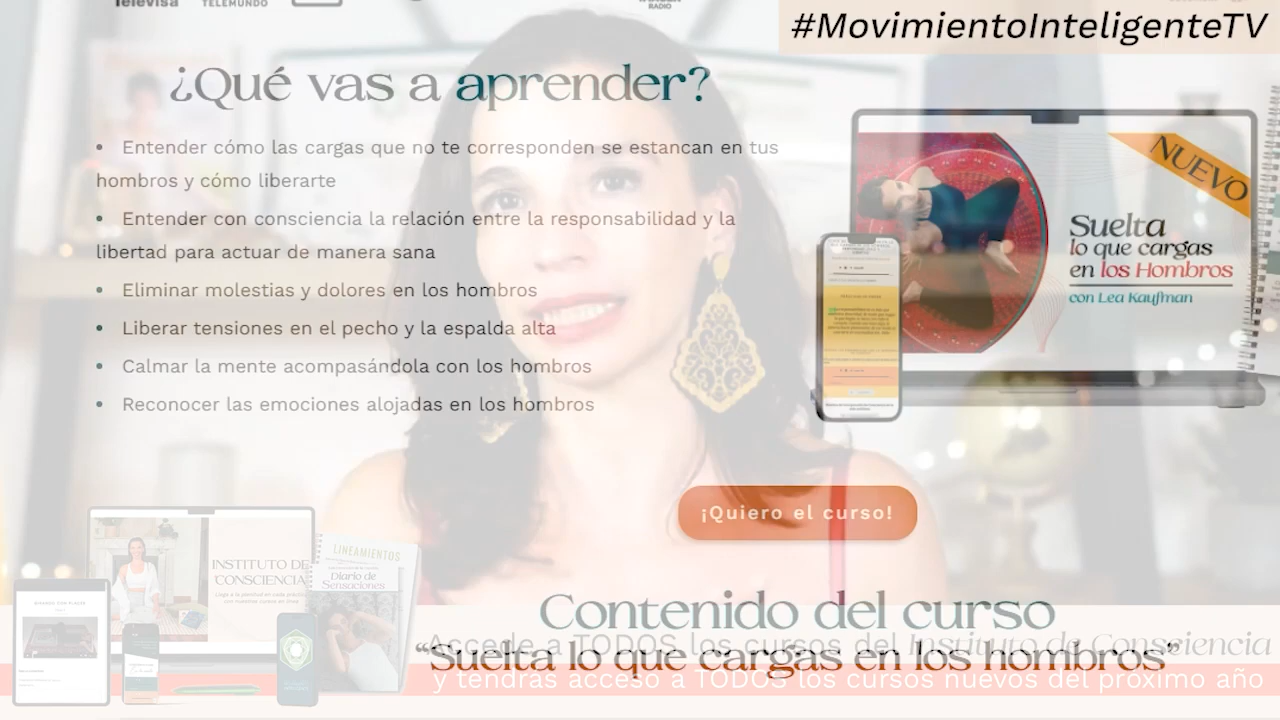 Televisa TELEMUNDO RADIO
#MovimientoInteligenteTV
¿Qué vas a aprender?
• Entender cómo las cargas que no te corresponden se estancan en tus
hombros y cómo liberarte
• Entender con consciencia la relación entre la responsabilidad y la
libertad para actuar de manera sana
• Eliminar molestias y dolores en los hombros
• Liberar tensiones en el pecho y la espalda alta
• Calmar la mente acompasándola con los hombros
• Reconocer las emociones alojadas en los hombros
NUEVO
Suelta
lo que cargas
en los Hombros
con Lea Kaufman
¡Quiero el curso!
INSTITUTO DE
CONSCIENCIA
LINEAMIENTOS
Diario de
Sensaciones
Contenido del curso
“Suelta lo que cargas en los hombros”
Accede a TODOS los cursos del Instituto de Consciencia
y tendrás acceso a TODOS los cursos nuevos del próximo año